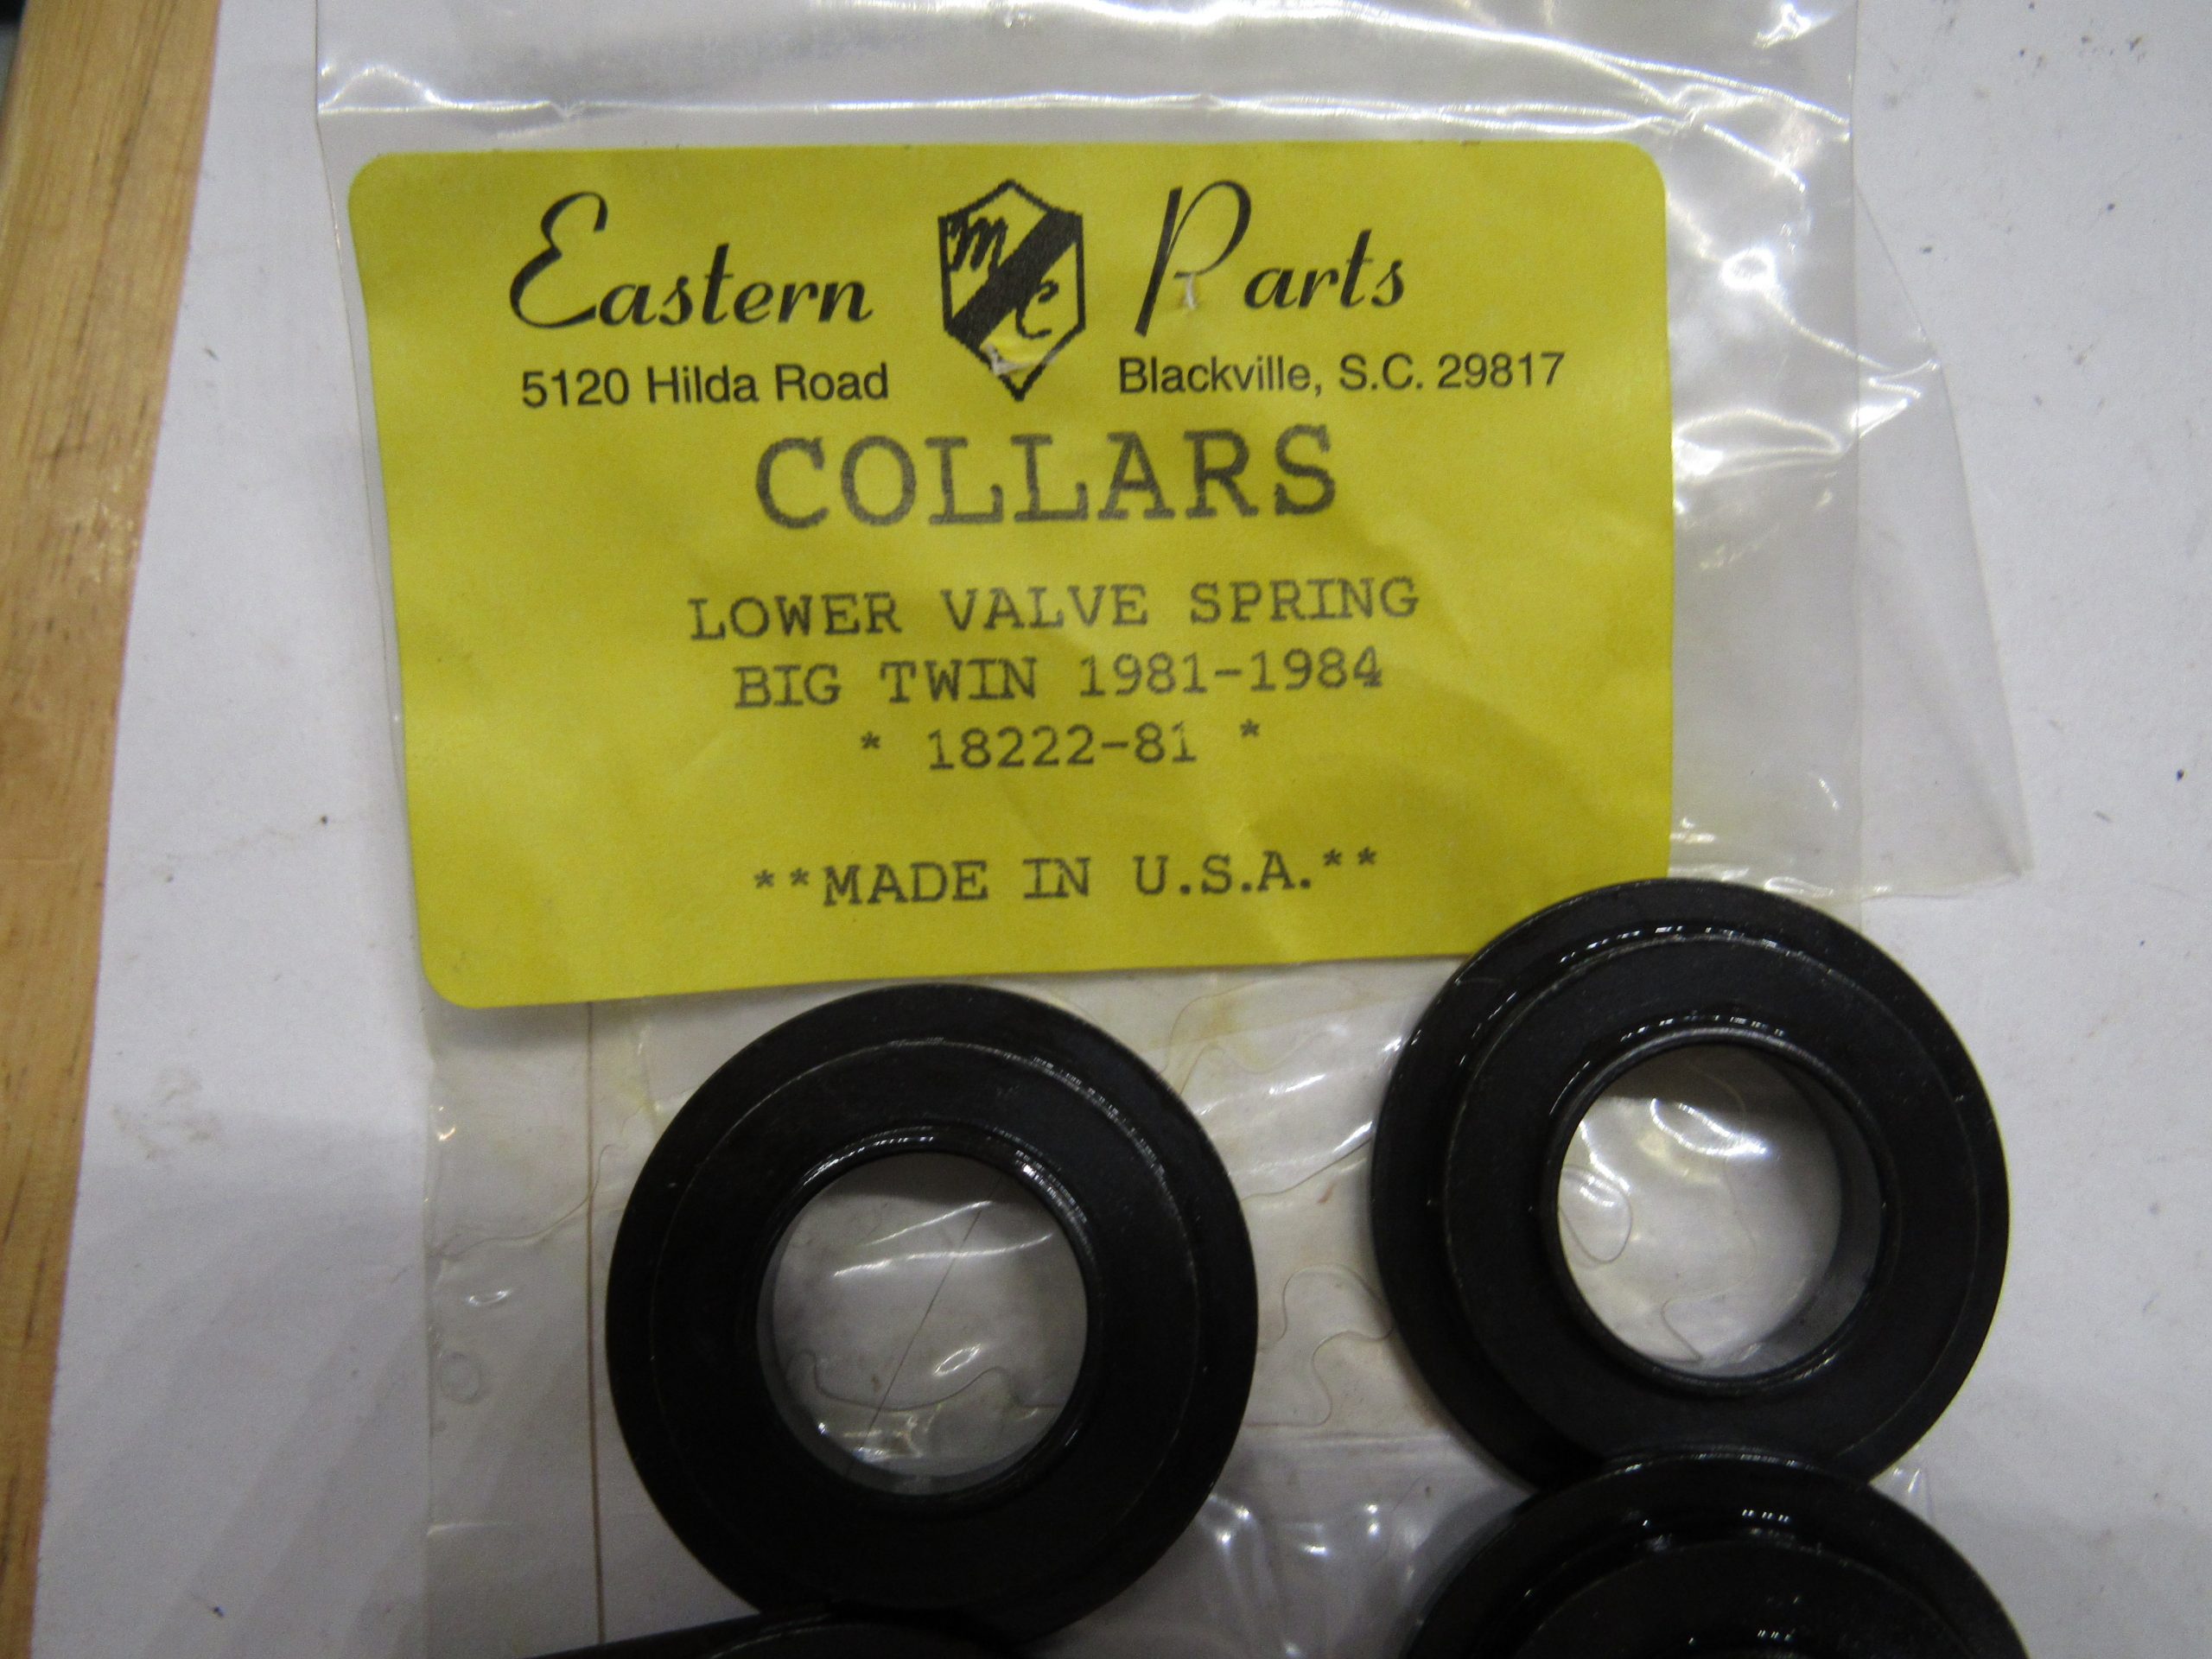 Eastern MC Parts
5120 Hilda Road Blackville, S.C. 29817
COLLARS
LOWER VALVE SPRING
BIG TWIN 1981-1984
* 18222-81 *
**MADE IN U.S.A.**